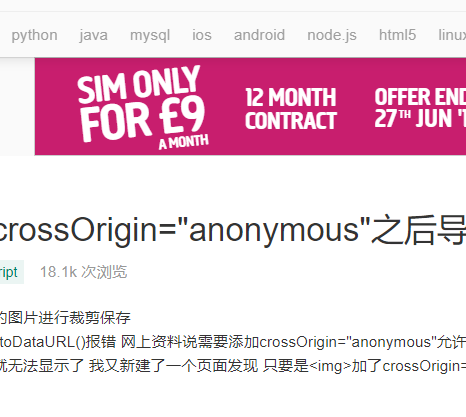 python java mysql ios android node.js html5 linux
SIM ONLY
FOR £9
A MONTH
12 MONTH
CONTRACT
OFFER END
27TH JUN '1
crossOrigin="anonymous"之后导
ript 18.1k 次浏览
的图片进行裁剪保存
toDataURL()报错 网上资料说需要添加crossOrigin="anonymous"允许
就无法显示了 我又新建了一个页面发现 只要是<img>加了crossOrigin=